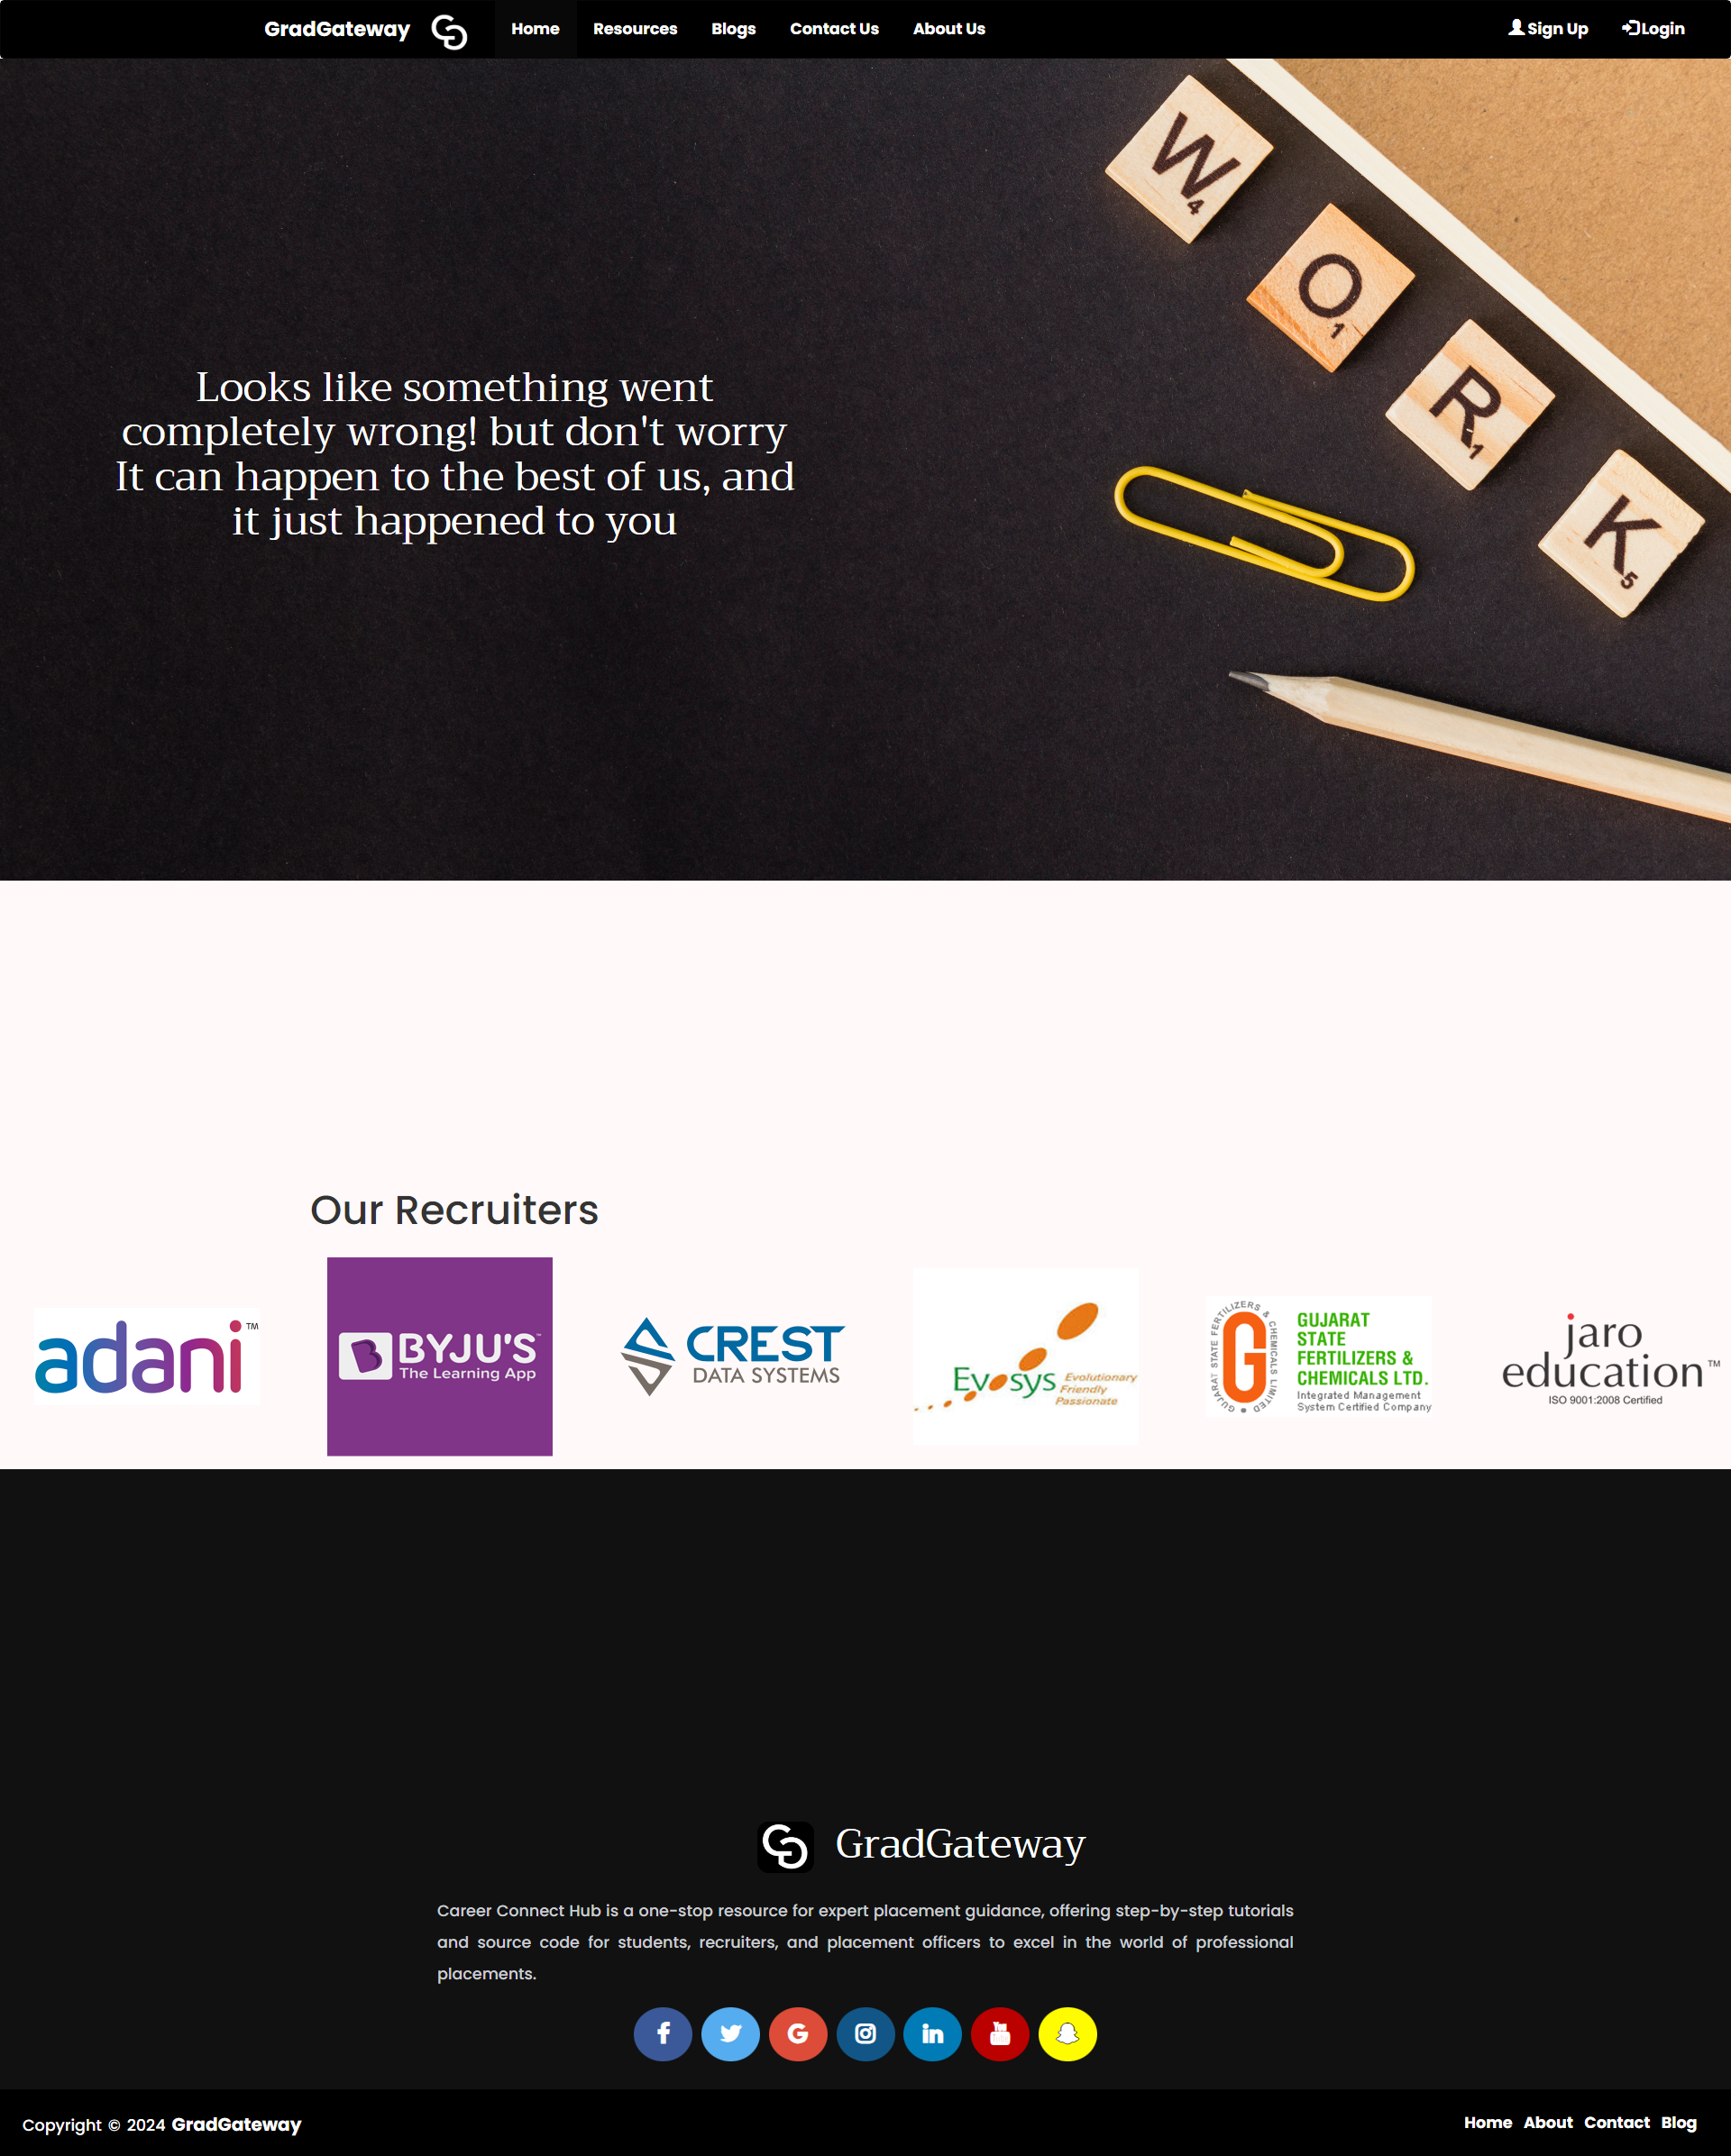 GradGateway
Home Resources Blogs Contact Us About Us
Sign Up Login
W4
O1
R1
K5
Looks like something went
completely wrong! but don't worry
It can happen to the best of us, and
it just happened to you
Our Recruiters
adani™
BYJU'S™
The Learning App
CREST
DATA SYSTEMS
Evosys
Evolutionary
Friendly
Passionate
GUJARAT STATE FERTILIZERS & CHEMICALS LIMITED
G
GUJARAT
STATE
FERTILIZERS &
CHEMICALS LTD.
Integrated Management
System Certified Company
jaro
education™
ISO 9001:2008 Certified
GradGateway
Career Connect Hub is a one-stop resource for expert placement guidance, offering step-by-step tutorials
and source code for students, recruiters, and placement officers to excel in the world of professional
placements.
Copyright © 2024 GradGateway
Home About Contact Blog